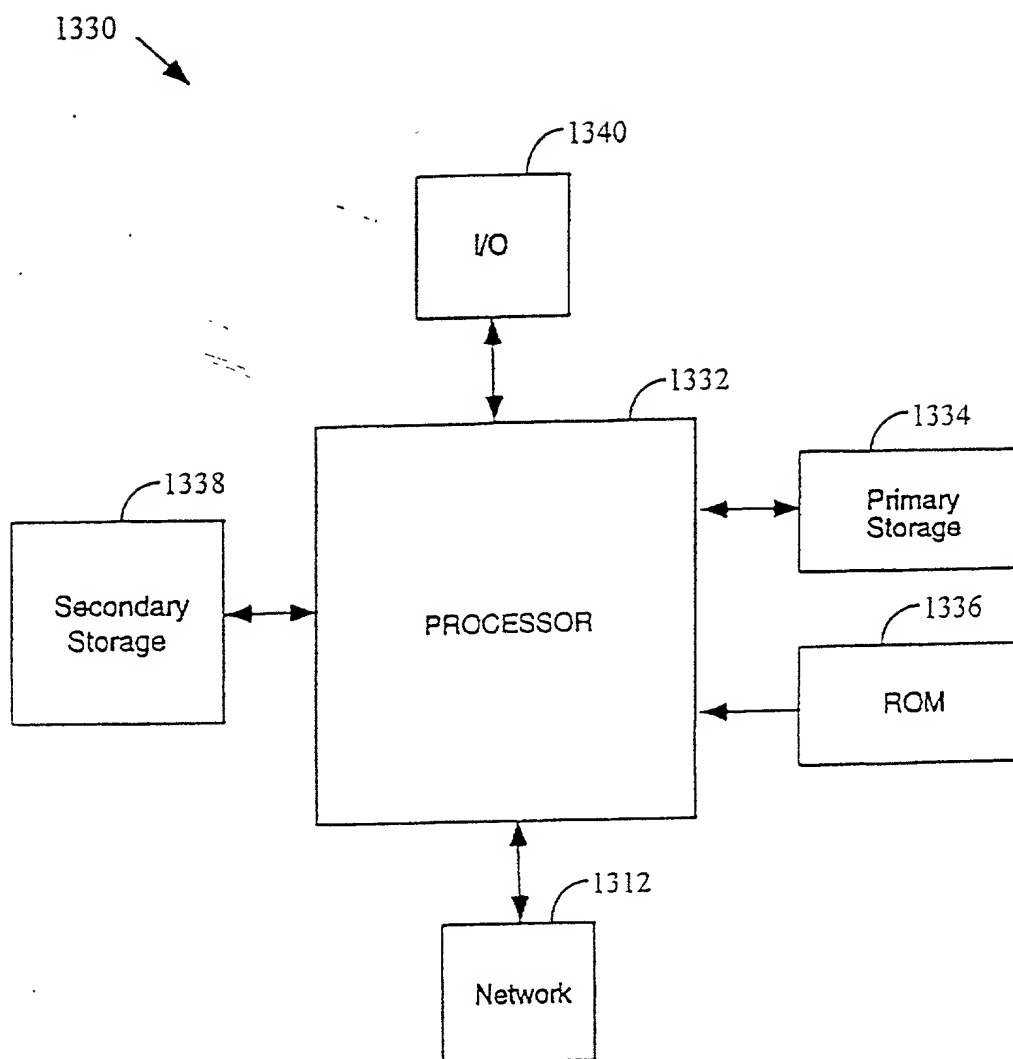 1330
1340
I/O
1332
1334
Primary
Storage
1338
Secondary
Storage
PROCESSOR
1336
ROM
1312
Network